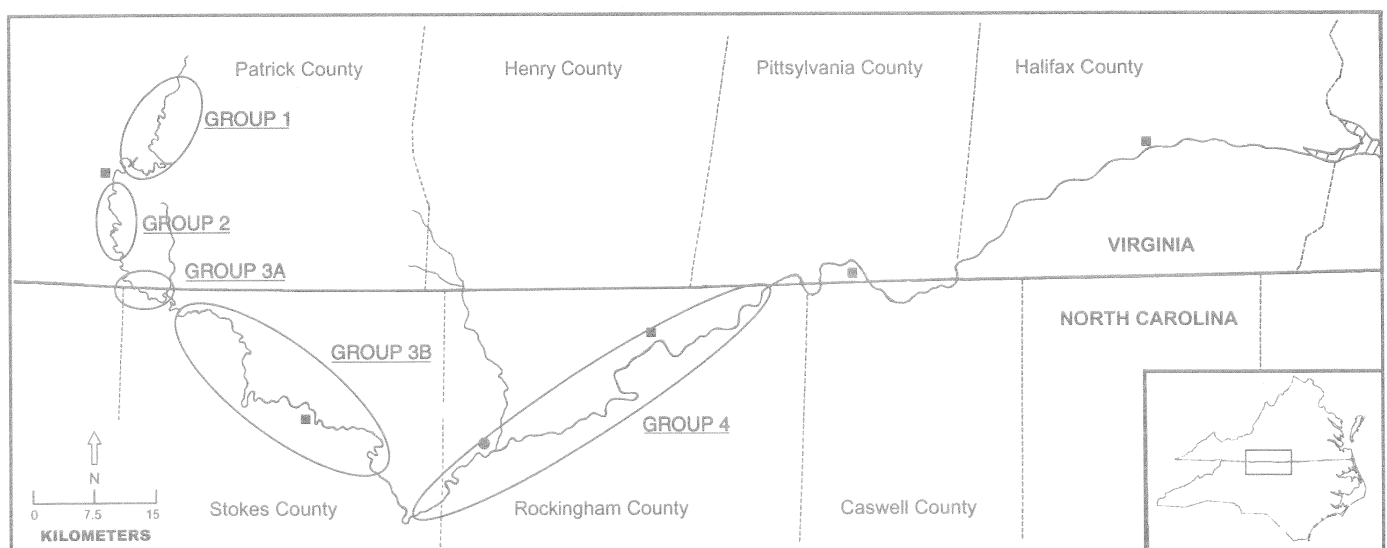 Patrick County
Henry County
Pittsylvania County
Halifax County
GROUP 1
GROUP 2
GROUP 3A
VIRGINIA
NORTH CAROLINA
GROUP 3B
GROUP 4
N
0 7.5 15
KILOMETERS
Stokes County
Rockingham County
Caswell County